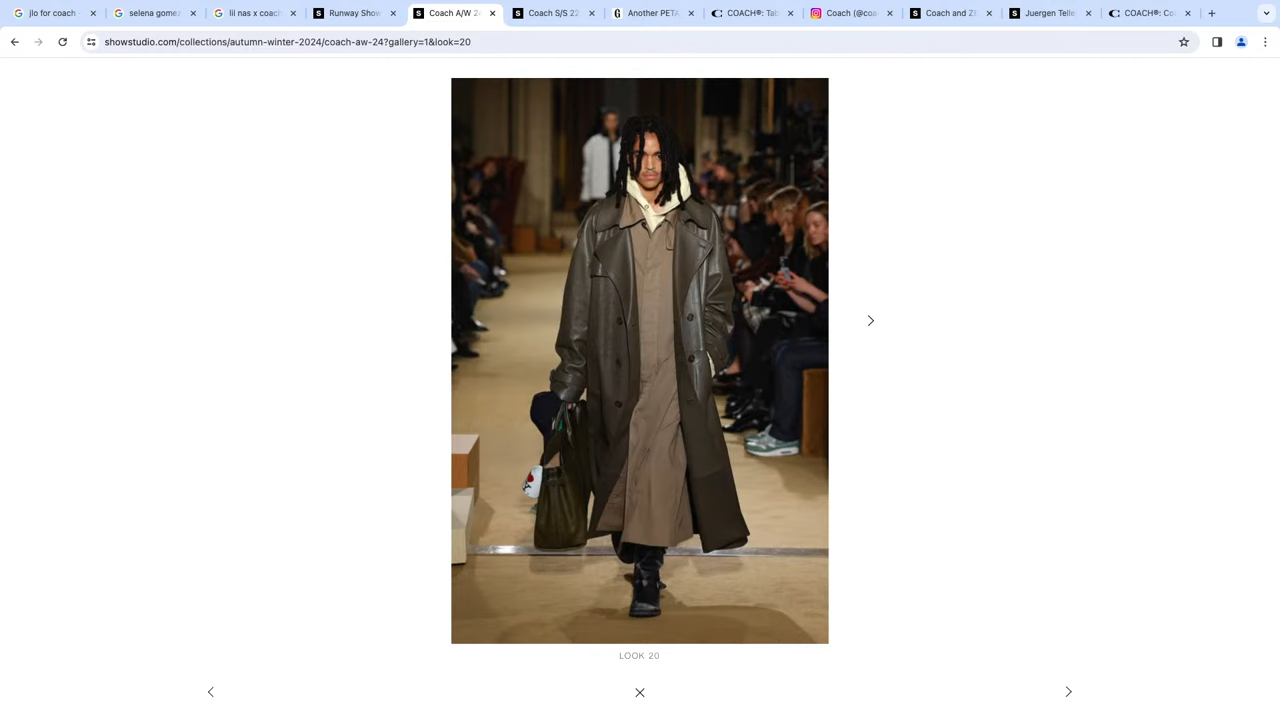 jlo for coach
selena gomez
lil nas x coach
Runway Show
Coach A/W 24
Coach S/S 22
Another PETA
COACH®: Tab
Coach (@coa
Coach and ZE
Juergen Telle
COACH®: Co
showstudio.com/collections/autumn-winter-2024/coach-aw-24?gallery=1&look=20
LOOK 20